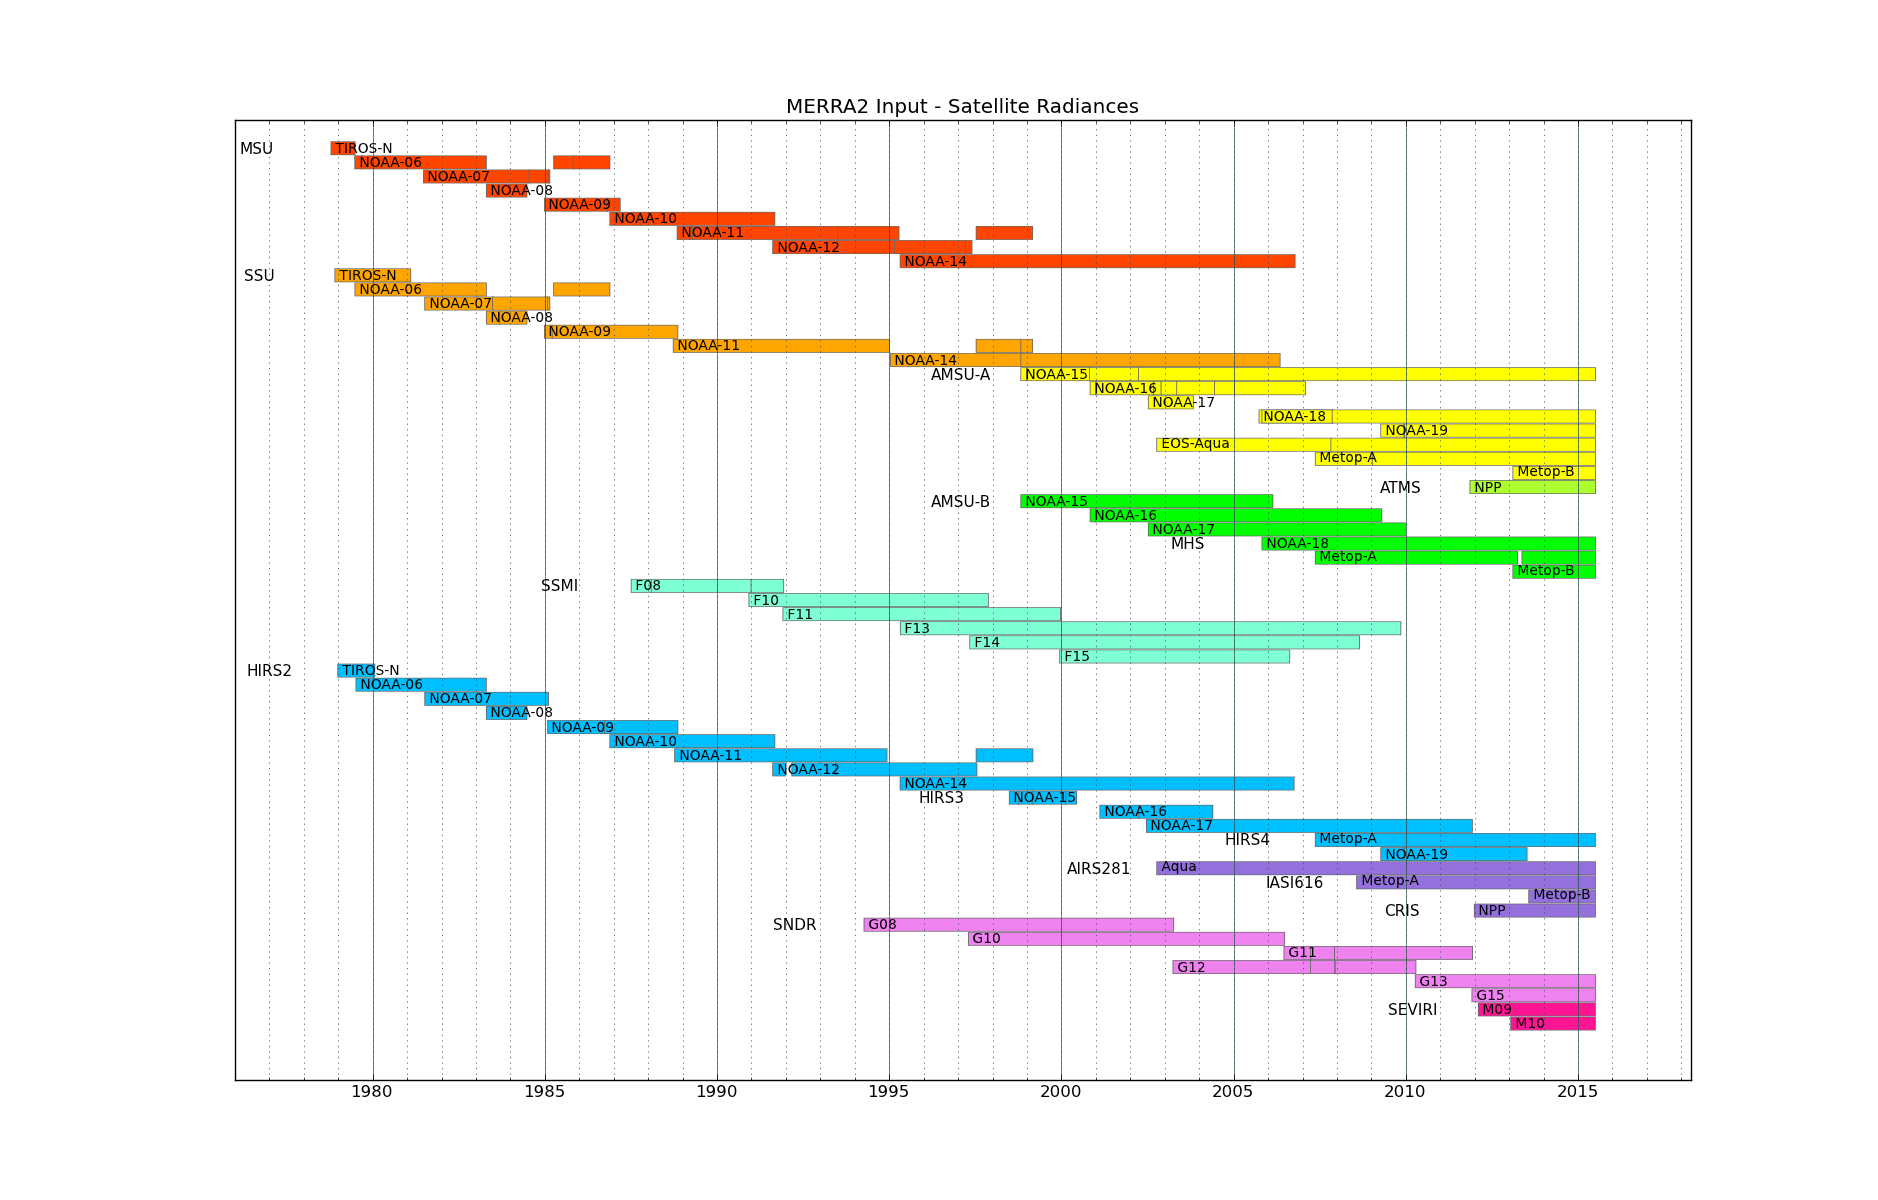 MERRA2 Input - Satellite Radiances
MSU TIROS-N
NOAA-06
NOAA-07
NOAA-08
NOAA-09
NOAA-10
NOAA-11
NOAA-12
NOAA-14
SSU TIROS-N
NOAA-06
NOAA-07
NOAA-08
NOAA-09
NOAA-11
NOAA-14
AMSU-A NOAA-15
NOAA-16
NOAA-17
NOAA-18
NOAA-19
EOS-Aqua
Metop-A
Metop-B
ATMS NPP
AMSU-B NOAA-15
NOAA-16
NOAA-17
MHS NOAA-18
Metop-A
Metop-B
SSMI F08
F10
F11
F13
F14
F15
HIRS2 TIROS-N
NOAA-06
NOAA-07
NOAA-08
NOAA-09
NOAA-10
NOAA-11
NOAA-12
NOAA-14
HIRS3 NOAA-15
NOAA-16
NOAA-17
HIRS4 Metop-A
NOAA-19
AIRS281 Aqua
IASI616 Metop-A
Metop-B
CRIS NPP
SNDR G08
G10
G11
G12
G13
G15
SEVIRI M09
M10
1980 1985 1990 1995 2000 2005 2010 2015